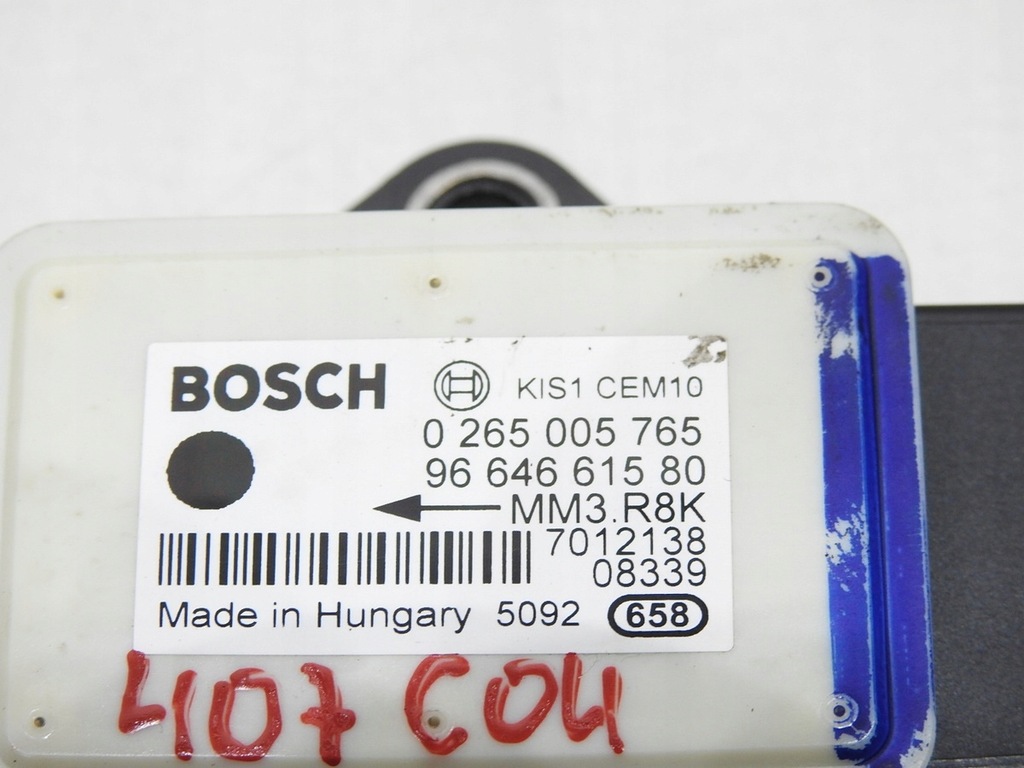 BOSCH KIS1 CEM10
0 265 005 765
96 646 615 80
MM3.R8K
7012138
08339
Made in Hungary 5092 658
407 C04